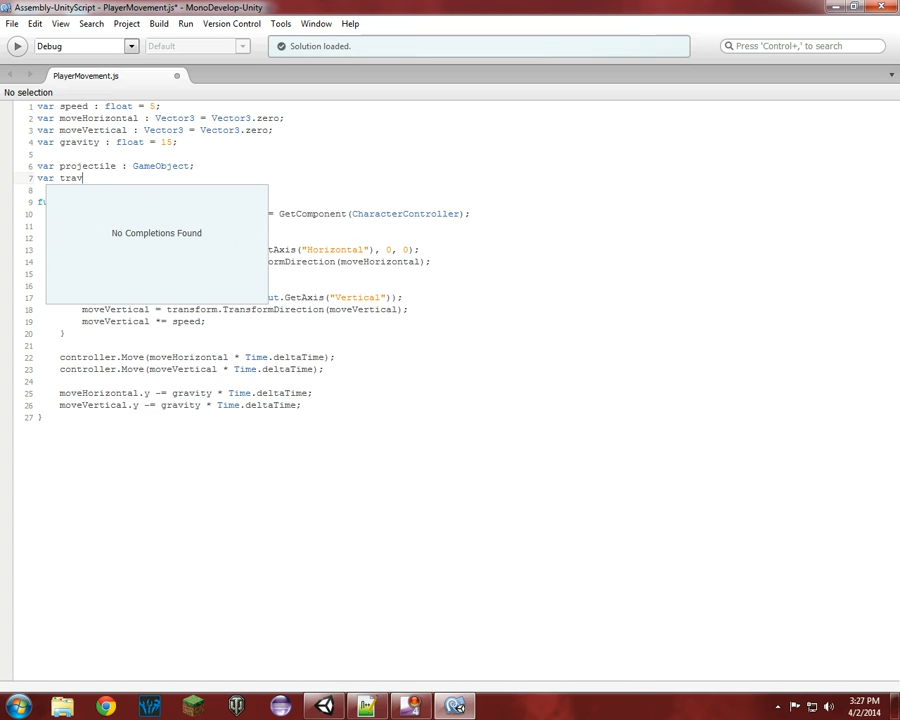 Assembly-UnityScript - PlayerMovement.js* - MonoDevelop-Unity
File Edit View Search Project Build Run Version Control Tools Window Help
Debug Default Solution loaded. Press 'Control+,' to search
PlayerMovement.js
No selection
1 var speed : float = 5;
2 var moveHorizontal : Vector3 = Vector3.zero;
3 var moveVertical : Vector3 = Vector3.zero;
4 var gravity : float = 15;
5
6 var projectile : GameObject;
7 var trav
8
9 fu
10 = GetComponent(CharacterController);
11
12
13 tAxis("Horizontal"), 0, 0);
14 ormDirection(moveHorizontal);
15
16
17 ut.GetAxis("Vertical"));
18 moveVertical = transform.TransformDirection(moveVertical);
19 moveVertical *= speed;
20 }
21
22 controller.Move(moveHorizontal * Time.deltaTime);
23 controller.Move(moveVertical * Time.deltaTime);
24
25 moveHorizontal.y -= gravity * Time.deltaTime;
26 moveVertical.y -= gravity * Time.deltaTime;
27 }
No Completions Found
3:27 PM
4/2/2014